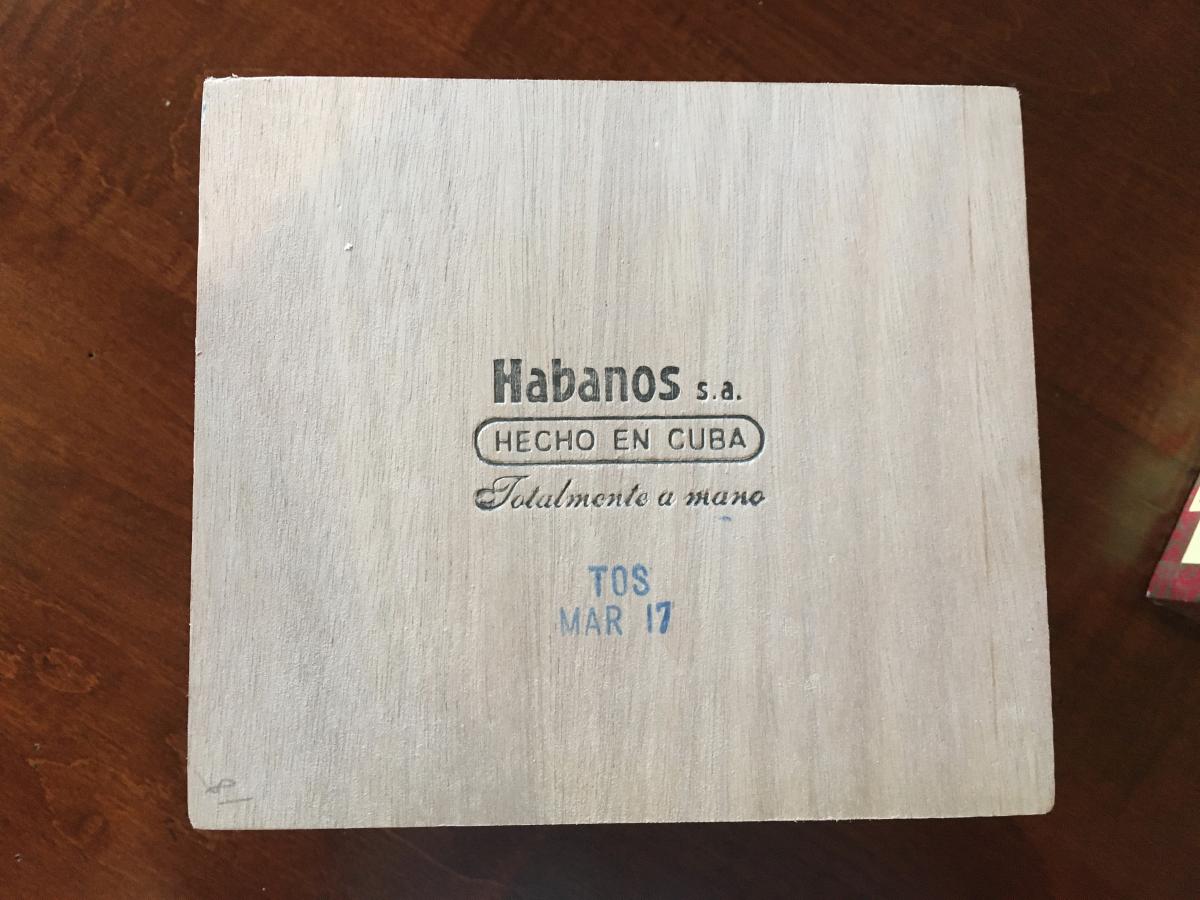 Habanos s.a.
HECHO EN CUBA
Totalmente a mano
TOS
MAR 17